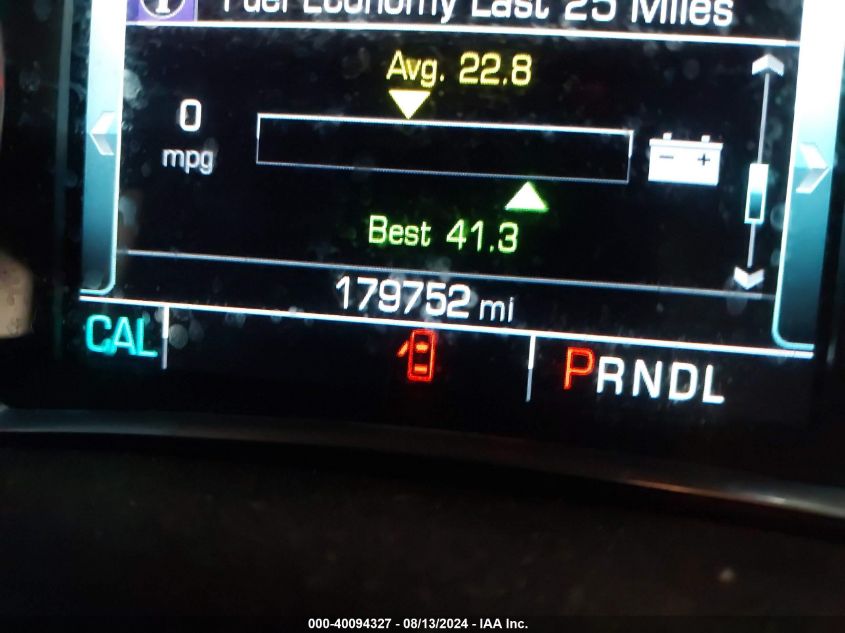 Fuel Economy Last 25 Miles
Avg. 22.8
0
mpg
Best 41.3
179752 mi
CAL
PRNDL
000-40094327 - 08/13/2024 - IAA Inc.